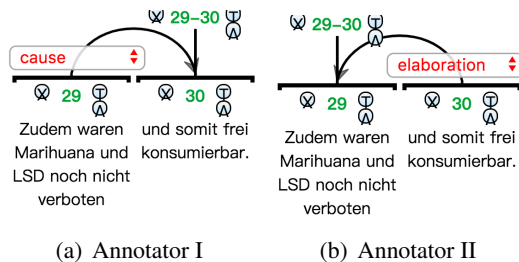 29-30
cause
29
30
Zudem waren
Marihuana und
LSD noch nicht
verboten
und somit frei
konsumierbar.
(a) Annotator I
29-30
elaboration
29
30
Zudem waren
Marihuana und
LSD noch nicht
verboten
und somit frei
konsumierbar.
(b) Annotator II